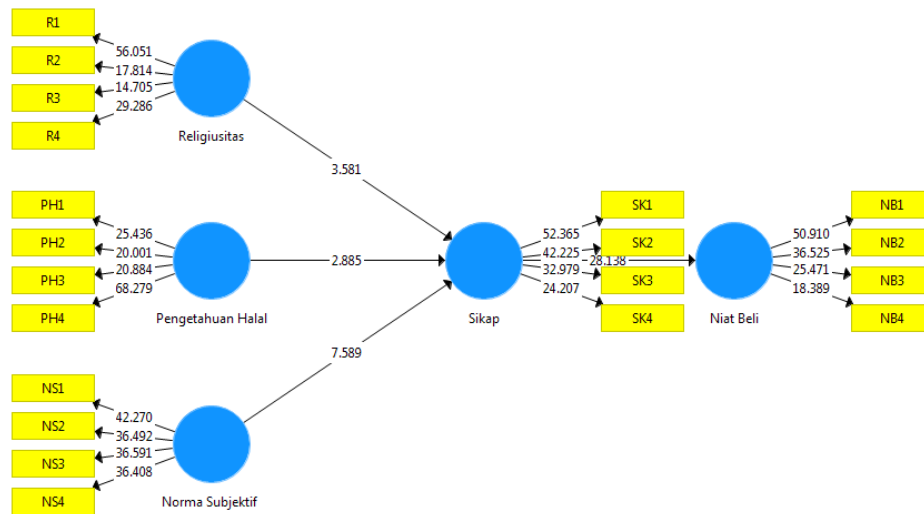 R1
R2
R3
R4
56.051
17.814
14.705
29.286
Religiusitas
3.581
PH1
PH2
PH3
PH4
25.436
20.001
20.884
68.279
Pengetahuan Halal
2.885
NS1
NS2
NS3
NS4
42.270
36.492
36.591
36.408
Norma Subjektif
7.589
Sikap
52.365
42.225
32.979
24.207
SK1
SK2
SK3
SK4
28.138
Niat Beli
50.910
36.525
25.471
18.389
NB1
NB2
NB3
NB4